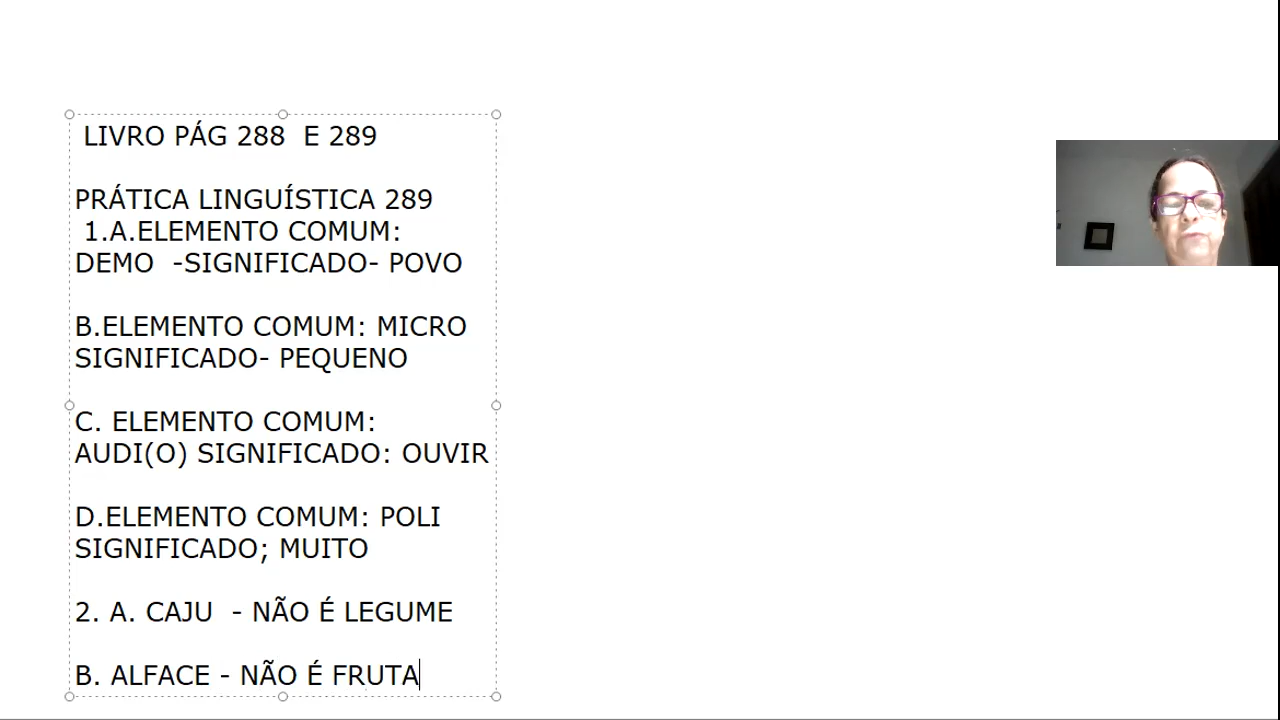 LIVRO PÁG 288 E 289
PRÁTICA LINGUÍSTICA 289
1.A.ELEMENTO COMUM:
DEMO -SIGNIFICADO- POVO
B.ELEMENTO COMUM: MICRO
SIGNIFICADO- PEQUENO
C. ELEMENTO COMUM:
AUDI(O) SIGNIFICADO: OUVIR
D.ELEMENTO COMUM: POLI
SIGNIFICADO; MUITO
2. A. CAJU - NÃO É LEGUME
B. ALFACE - NÃO É FRUTA